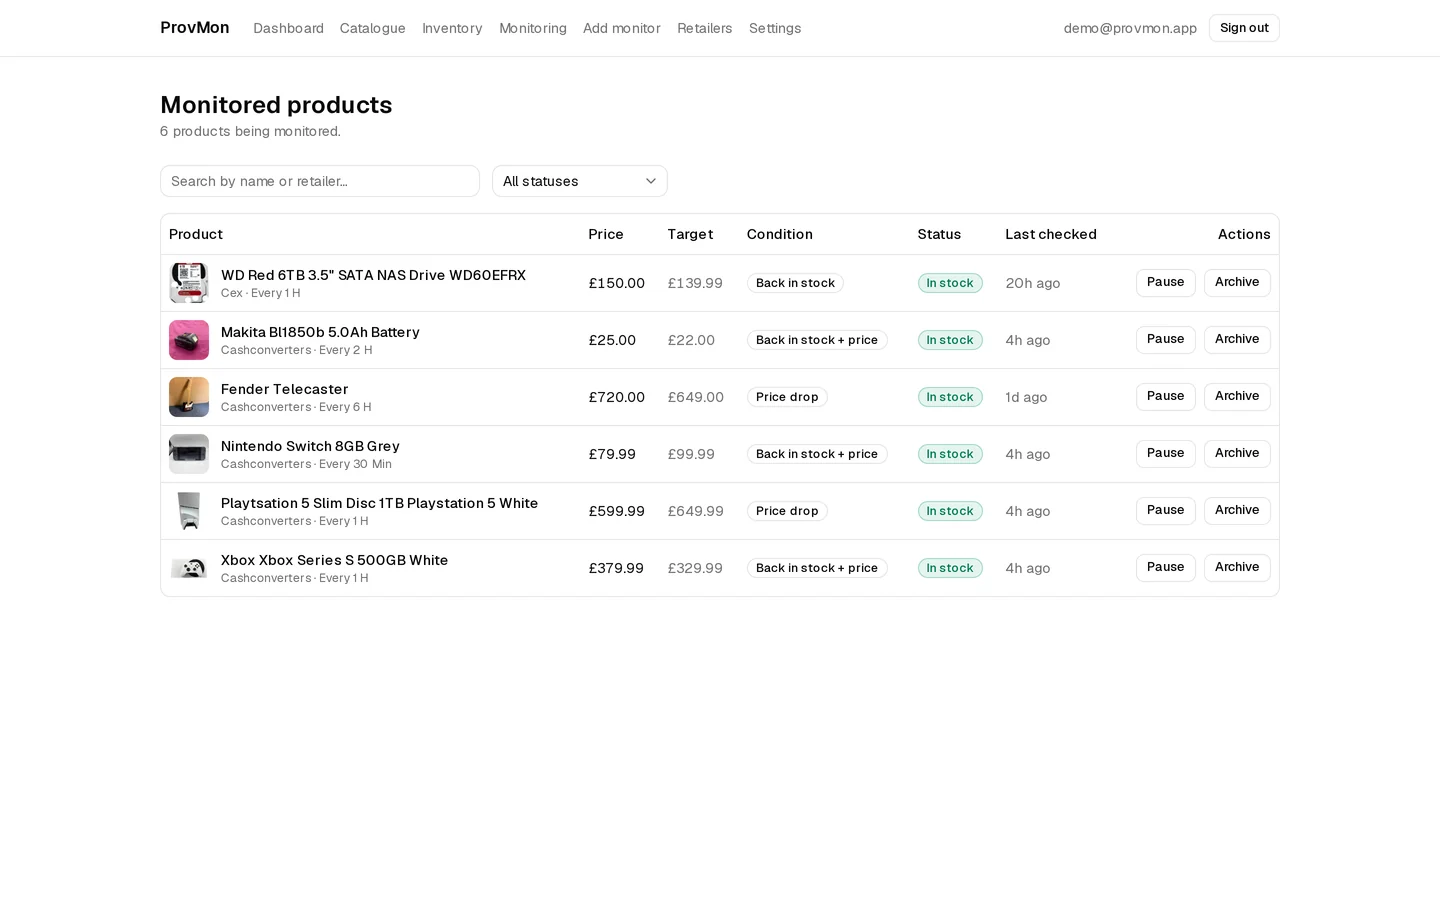 ProvMon Dashboard Catalogue Inventory Monitoring Add monitor Retailers Settings demo@provmon.app Sign out
Monitored products
6 products being monitored.
Search by name or retailer... All statuses
Product Price Target Condition Status Last checked Actions
WD Red 6TB 3.5" SATA NAS Drive WD60EFRX
Cex · Every 1 H
£150.00 £139.99 Back in stock In stock 20h ago Pause Archive
Makita Bl1850b 5.0Ah Battery
Cashconverters · Every 2 H
£25.00 £22.00 Back in stock + price In stock 4h ago Pause Archive
Fender Telecaster
Cashconverters · Every 6 H
£720.00 £649.00 Price drop In stock 1d ago Pause Archive
Nintendo Switch 8GB Grey
Cashconverters · Every 30 Min
£79.99 £99.99 Back in stock + price In stock 4h ago Pause Archive
Playtsation 5 Slim Disc 1TB Playstation 5 White
Cashconverters · Every 1 H
£599.99 £649.99 Price drop In stock 4h ago Pause Archive
Xbox Xbox Series S 500GB White
Cashconverters · Every 1 H
£379.99 £329.99 Back in stock + price In stock 4h ago Pause Archive